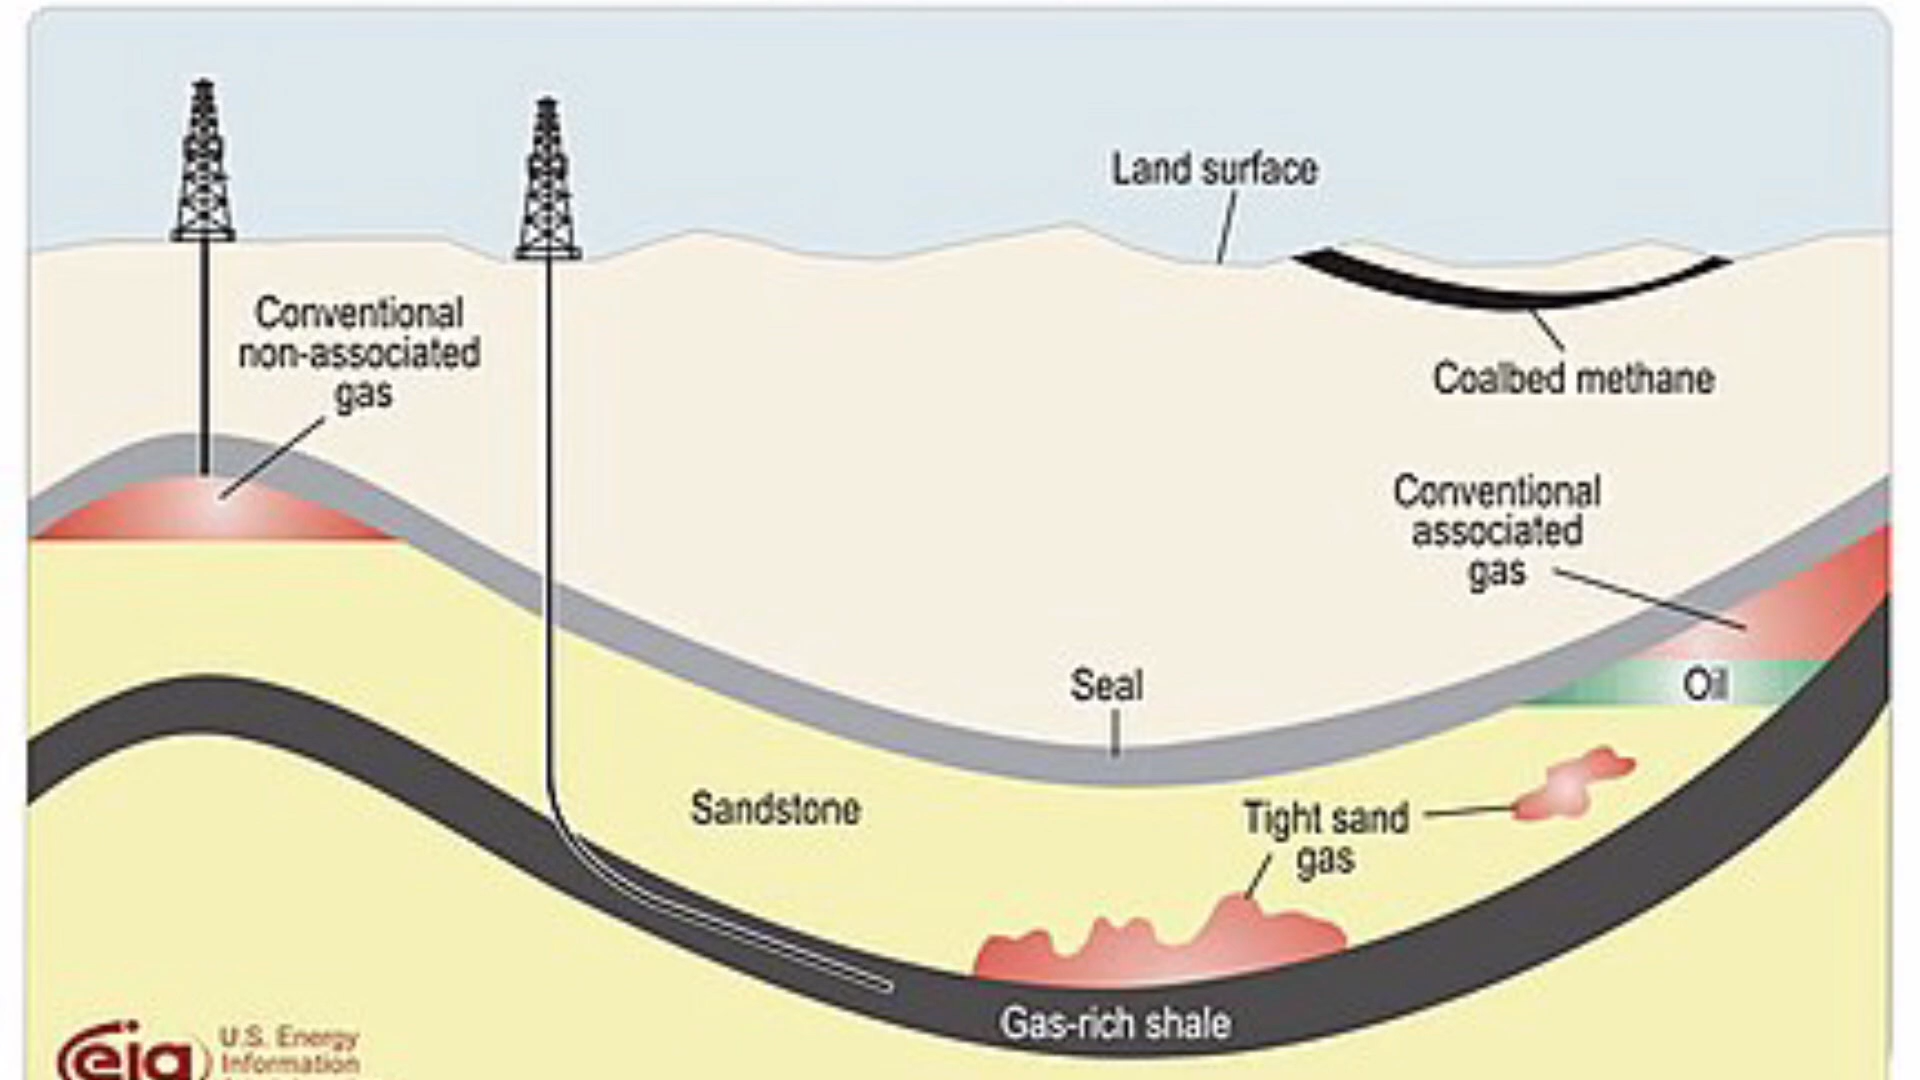 Land surface
Conventional
non-associated
gas
Coalbed methane
Conventional
associated
gas
Seal
Oil
Sandstone
Tight sand
gas
Gas-rich shale
eia
U.S. Energy
Information